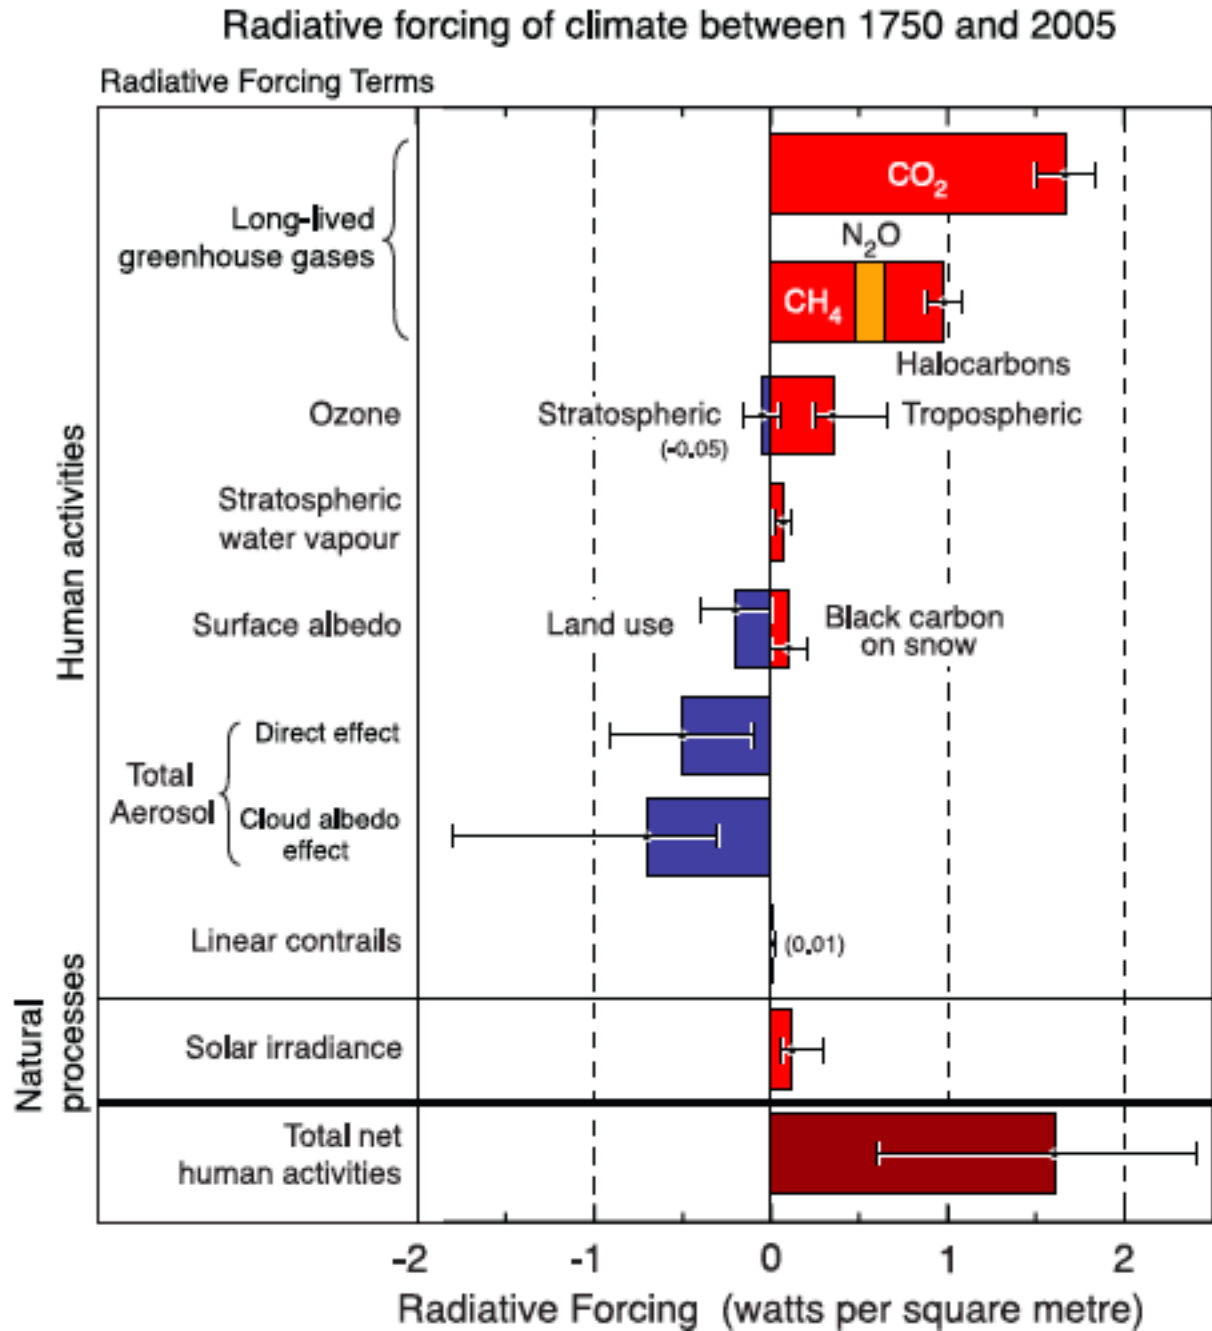 Radiative forcing of climate between 1750 and 2005
Radiative Forcing Terms
Human activities
Long-lived
greenhouse gases
CO₂
N₂O
CH₄
Halocarbons
Ozone
Stratospheric
(-0.05)
Tropospheric
Stratospheric
water vapour
Surface albedo
Land use
Black carbon
on snow
Total
Aerosol
Direct effect
Cloud albedo
effect
Linear contrails
(0.01)
Natural
processes
Solar irradiance
Total net
human activities
-2 -1 0 1 2
Radiative Forcing (watts per square metre)